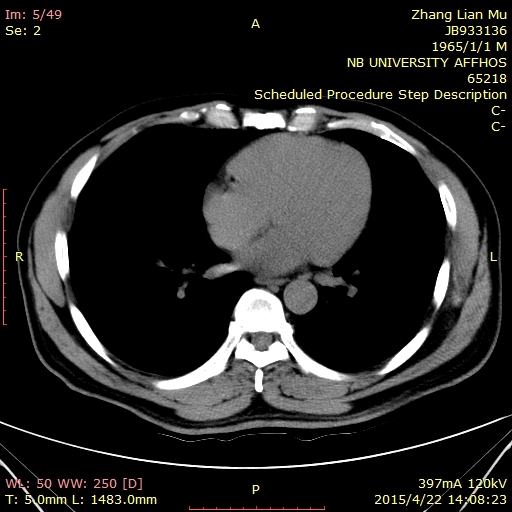 Im: 5/49
Se: 2
A
Zhang Lian Mu
JB933136
1965/1/1 M
NB UNIVERSITY AFFHOS
65218
Scheduled Procedure Step Description
C-
C-
R
L
WL: 50 WW: 250 [D]
T: 5.0mm L: 1483.0mm
P
397mA 120kV
2015/4/22 14:08:23